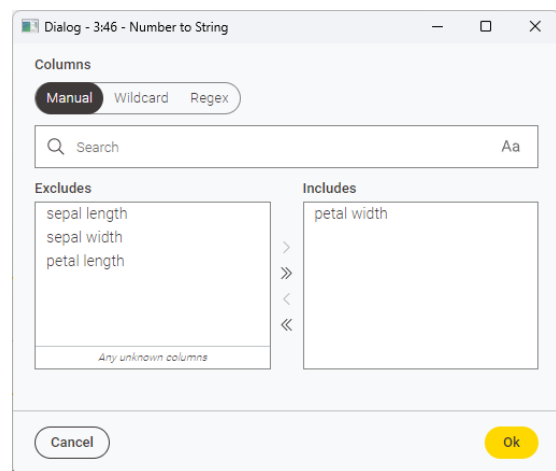 Dialog - 3:46 - Number to String
Columns
Manual Wildcard Regex
Search Aa
Excludes Includes
sepal length petal width
sepal width
petal length
Any unknown columns
Cancel Ok